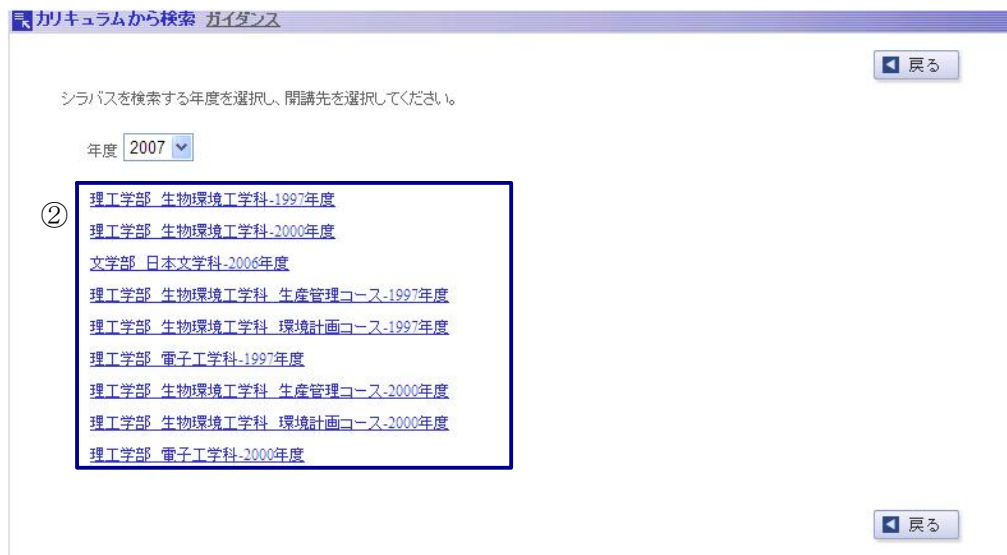 カリキュラムから検索 ガイダンス
戻る
シラバスを検索する年度を選択し、開講先を選択してください。
年度 2007
②
理工学部 生物環境工学科-1997年度
理工学部 生物環境工学科-2000年度
文学部 日本文学科-2006年度
理工学部 生物環境工学科 生産管理コース-1997年度
理工学部 生物環境工学科 環境計画コース-1997年度
理工学部 電子工学科-1997年度
理工学部 生物環境工学科 生産管理コース-2000年度
理工学部 生物環境工学科 環境計画コース-2000年度
理工学部 電子工学科-2000年度
戻る